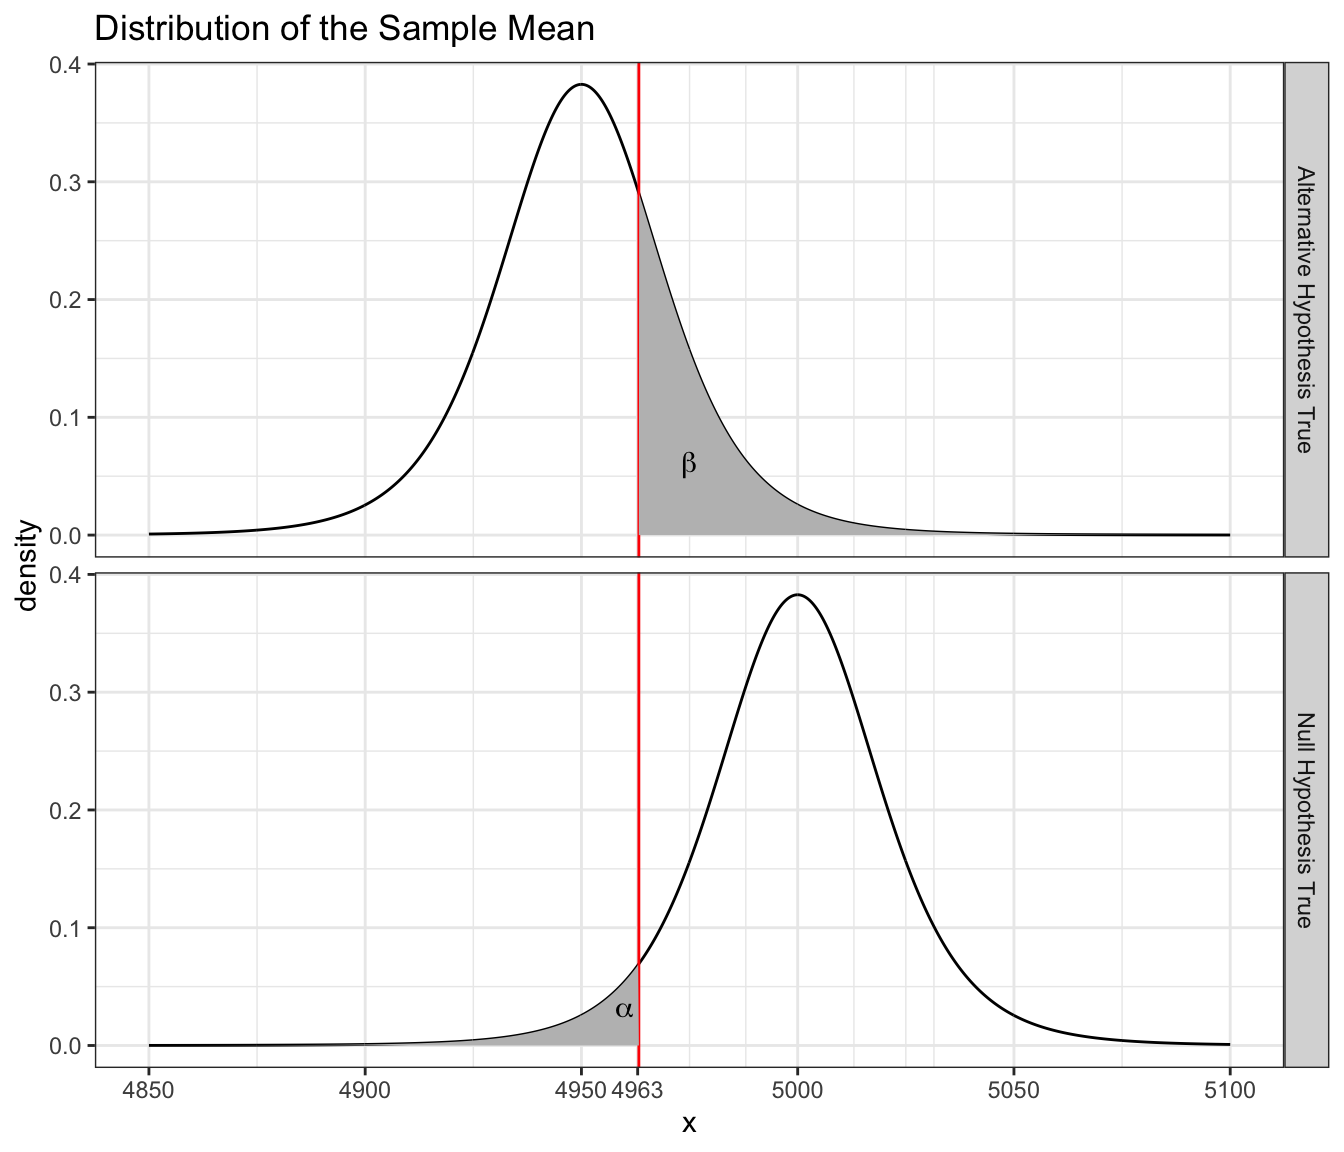 Distribution of the Sample Mean
0.4
0.3
0.2
0.1
0.0
β
Alternative Hypothesis True
density
0.4
0.3
0.2
0.1
0.0
α
Null Hypothesis True
4850 4900 4950 4963 5000 5050 5100
x